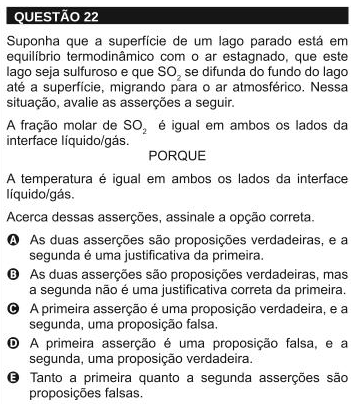 QUESTÃO 22
Suponha que a superfície de um lago parado está em
equilíbrio termodinâmico com o ar estagnado, que este
lago seja sulfuroso e que SO₂ se difunda do fundo do lago
até a superfície, migrando para o ar atmosférico. Nessa
situação, avalie as asserções a seguir.
A fração molar de SO₂ é igual em ambos os lados da
interface líquido/gás.
PORQUE
A temperatura é igual em ambos os lados da interface
líquido/gás.
Acerca dessas asserções, assinale a opção correta.
A As duas asserções são proposições verdadeiras, e a
segunda é uma justificativa da primeira.
B As duas asserções são proposições verdadeiras, mas
a segunda não é uma justificativa correta da primeira.
C A primeira asserção é uma proposição verdadeira, e a
segunda, uma proposição falsa.
D A primeira asserção é uma proposição falsa, e a
segunda, uma proposição verdadeira.
E Tanto a primeira quanto a segunda asserções são
proposições falsas.